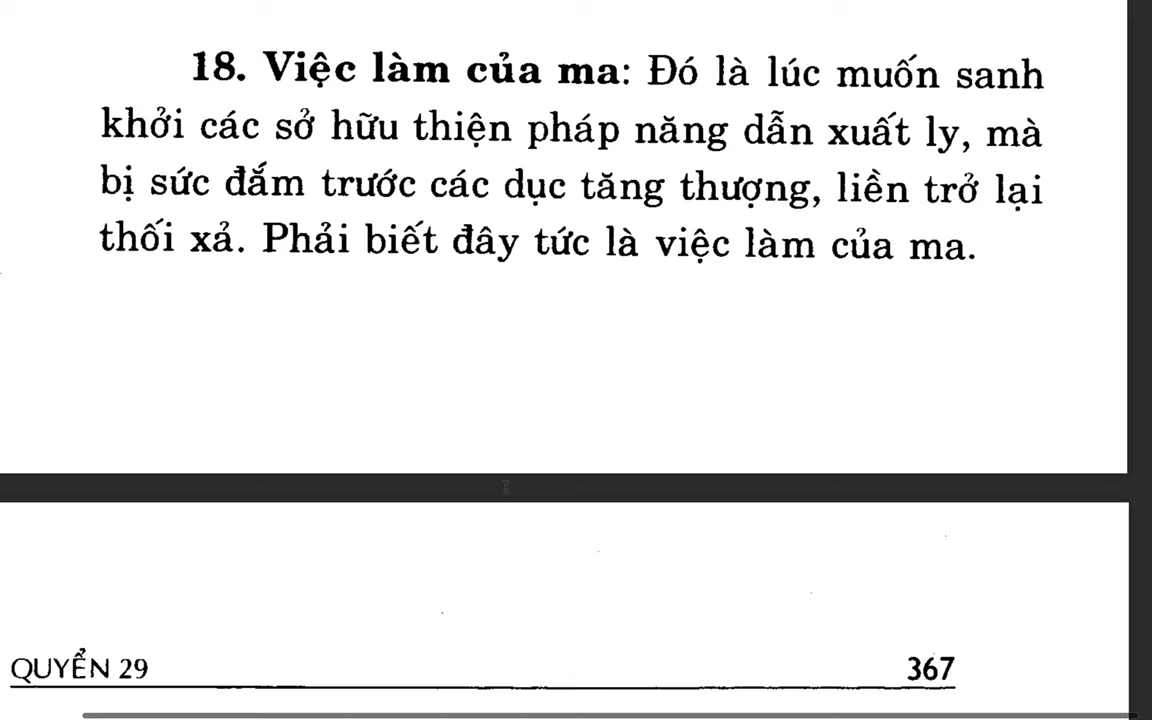 18. Việc làm của ma: Đó là lúc muốn sanh
khởi các sở hữu thiện pháp năng dẫn xuất ly, mà
bị sức đắm trước các dục tăng thượng, liền trở lại
thối xả. Phải biết đây tức là việc làm của ma.
QUYỂN 29 367